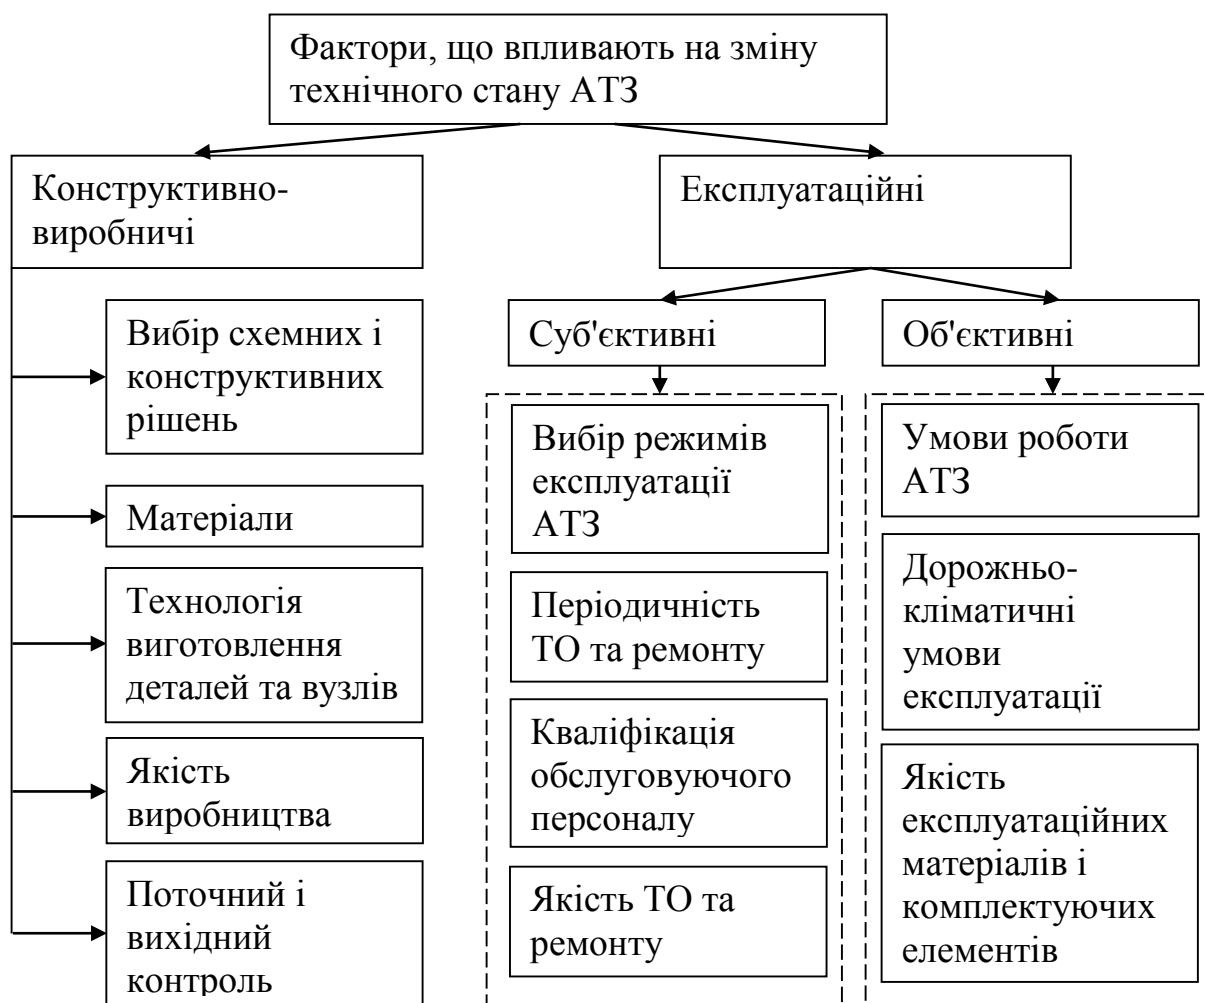 Фактори, що впливають на зміну
технічного стану АТЗ
Конструктивно-
виробничі
Вибір схемних і
конструктивних
рішень
Матеріали
Технологія
виготовлення
деталей та вузлів
Якість
виробництва
Поточний і
вихідний
контроль
Експлуатаційні
Суб'єктивні
Вибір режимів
експлуатації
АТЗ
Періодичність
ТО та ремонту
Кваліфікація
обслуговуючого
персоналу
Якість ТО та
ремонту
Об'єктивні
Умови роботи
АТЗ
Дорожньо-
кліматичні
умови
експлуатації
Якість
експлуатаційних
матеріалів і
комплектуючих
елементів